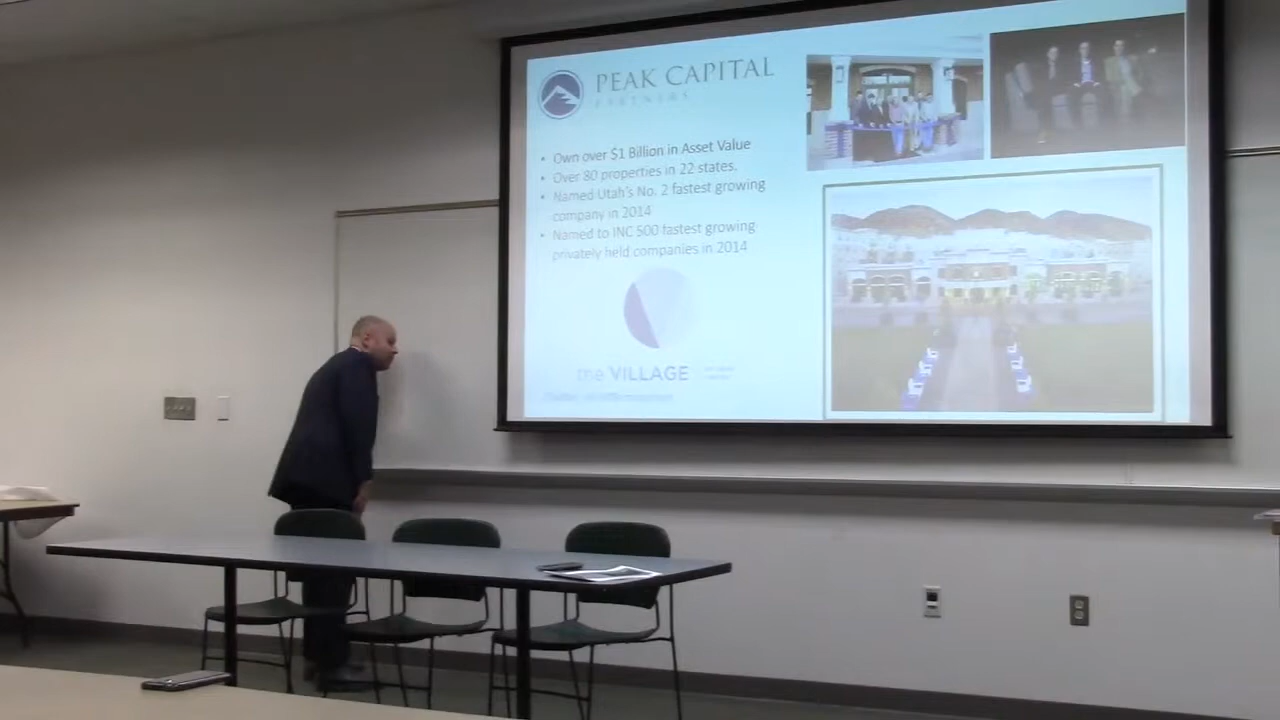 PEAK CAPITAL
PARTNERS
• Own over $1 Billion in Asset Value
• Over 80 properties in 22 states.
• Named Utah's No. 2 fastest growing
company in 2014
• Named to INC 500 fastest growing
privately held companies in 2014
the VILLAGE